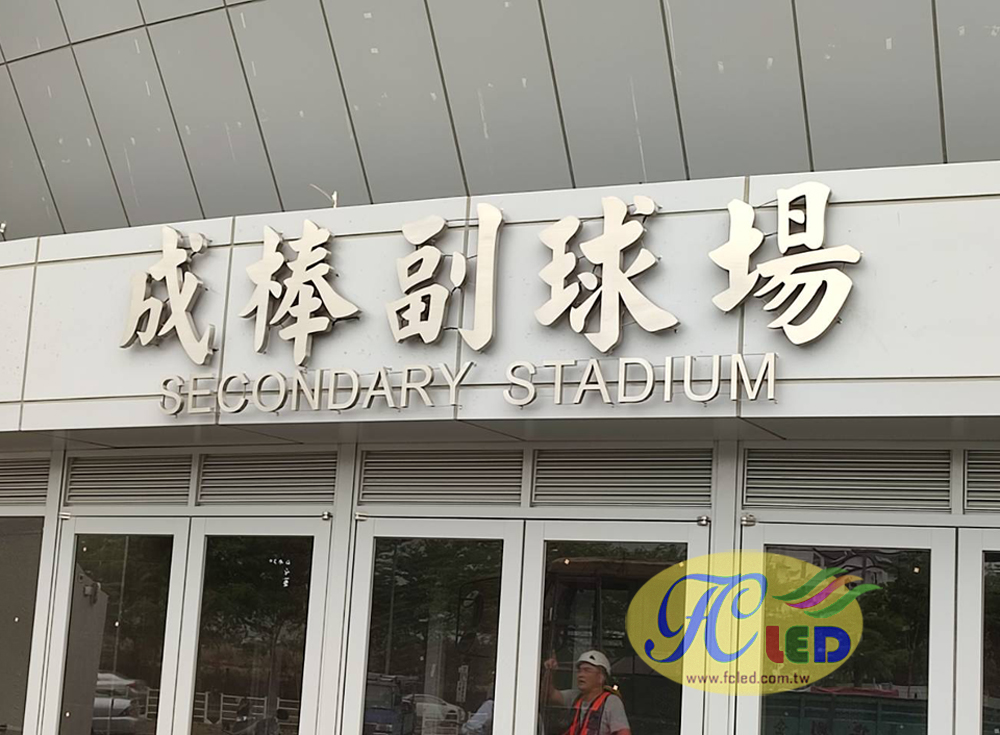 成棒副球場
SECONDARY STADIUM
FC LED
www.fcled.com.tw